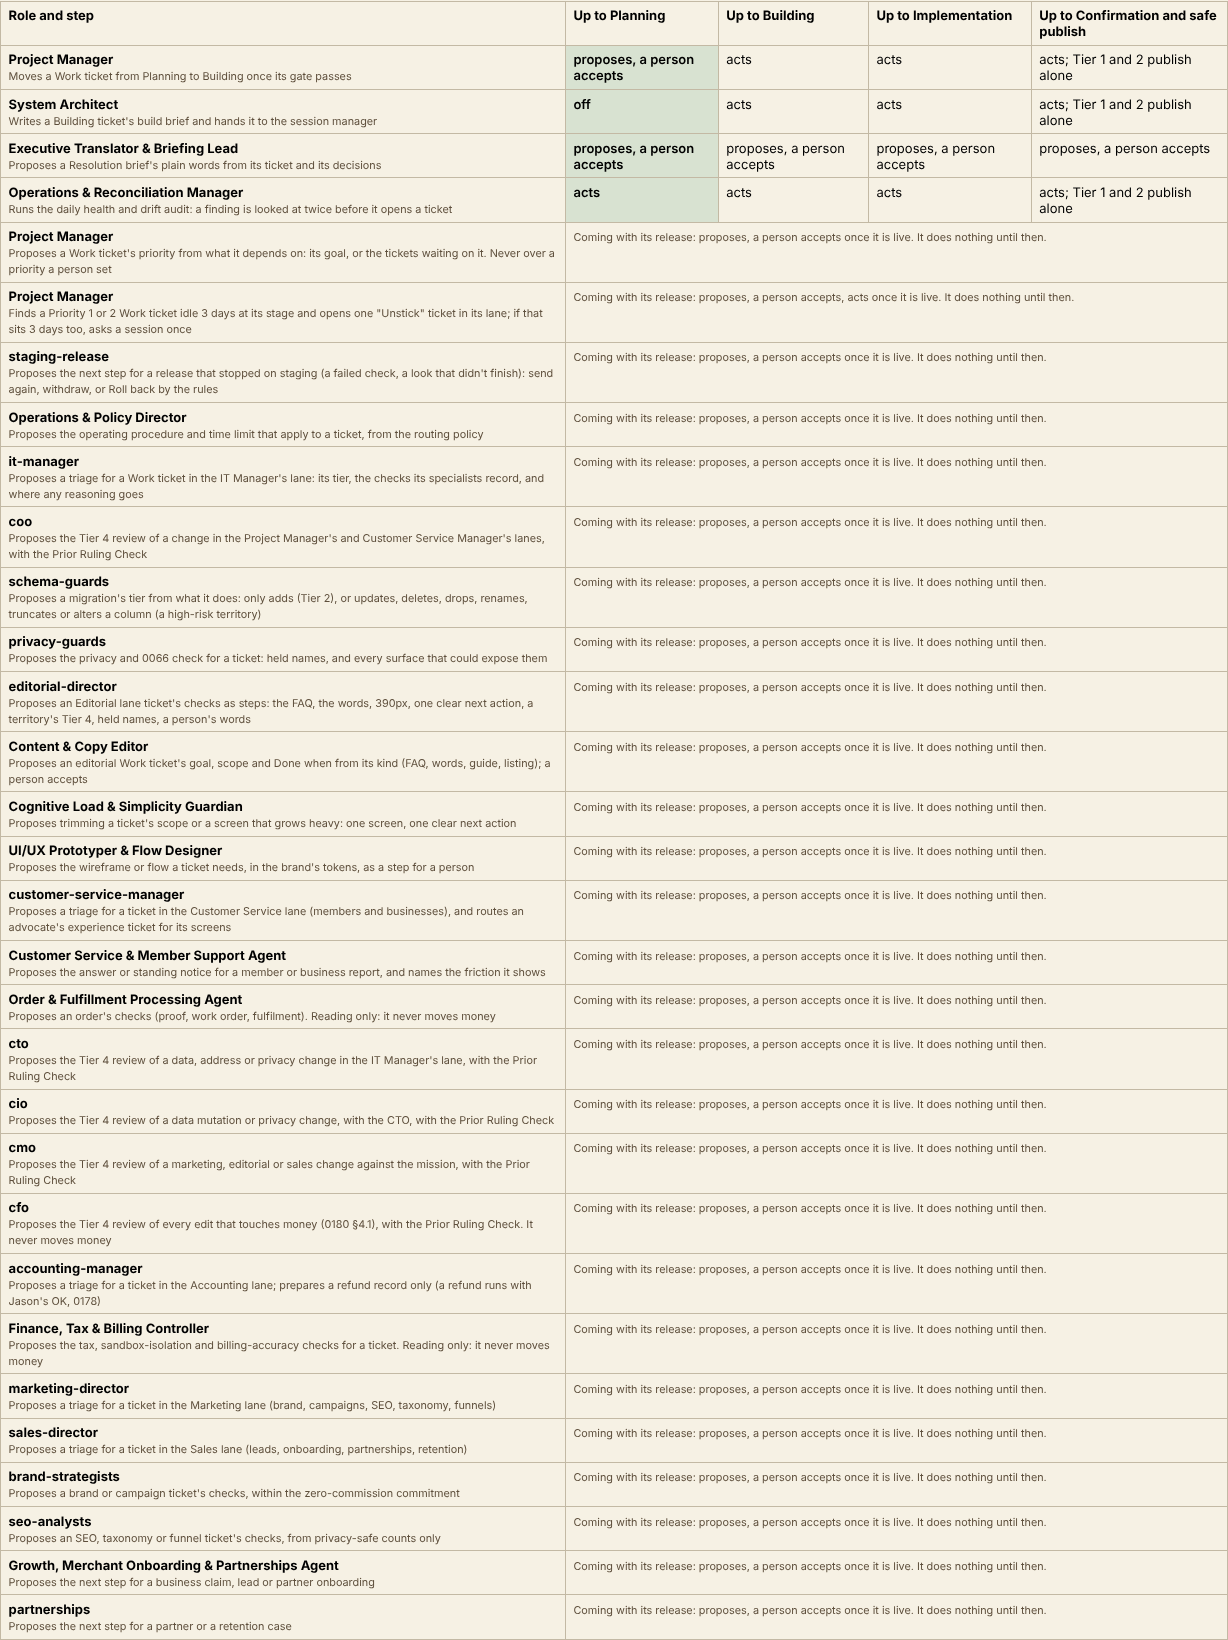 Role and step
Up to Planning
Up to Building
Up to Implementation
Up to Confirmation and safe
publish
Project Manager
Moves a Work ticket from Planning to Building once its gate passes
proposes, a person
accepts
acts
acts
acts; Tier 1 and 2 publish
alone
System Architect
Writes a Building ticket's build brief and hands it to the session manager
off
acts
acts
acts; Tier 1 and 2 publish
alone
Executive Translator & Briefing Lead
Proposes a Resolution brief's plain words from its ticket and its decisions
proposes, a person
accepts
proposes, a person
accepts
proposes, a person
accepts
proposes, a person accepts
Operations & Reconciliation Manager
Runs the daily health and drift audit: a finding is looked at twice before it opens a ticket
acts
acts
acts
acts; Tier 1 and 2 publish
alone
Project Manager
Proposes a Work ticket's priority from what it depends on: its goal, or the tickets waiting on it. Never over a
priority a person set
Coming with its release: proposes, a person accepts once it is live. It does nothing until then.
Project Manager
Finds a Priority 1 or 2 Work ticket idle 3 days at its stage and opens one "Unstick" ticket in its lane; if that
sits 3 days too, asks a session once
Coming with its release: proposes, a person accepts, acts once it is live. It does nothing until then.
staging-release
Proposes the next step for a release that stopped on staging (a failed check, a look that didn't finish): send
again, withdraw, or Roll back by the rules
Coming with its release: proposes, a person accepts once it is live. It does nothing until then.
Operations & Policy Director
Proposes the operating procedure and time limit that apply to a ticket, from the routing policy
Coming with its release: proposes, a person accepts once it is live. It does nothing until then.
it-manager
Proposes a triage for a Work ticket in the IT Manager's lane: its tier, the checks its specialists record, and
where any reasoning goes
Coming with its release: proposes, a person accepts once it is live. It does nothing until then.
coo
Proposes the Tier 4 review of a change in the Project Manager's and Customer Service Manager's lanes,
with the Prior Ruling Check
Coming with its release: proposes, a person accepts once it is live. It does nothing until then.
schema-guards
Proposes a migration's tier from what it does: only adds (Tier 2), or updates, deletes, drops, renames,
truncates or alters a column (a high-risk territory)
Coming with its release: proposes, a person accepts once it is live. It does nothing until then.
privacy-guards
Proposes the privacy and 0066 check for a ticket: held names, and every surface that could expose them
Coming with its release: proposes, a person accepts once it is live. It does nothing until then.
editorial-director
Proposes an Editorial lane ticket's checks as steps: the FAQ, the words, 390px, one clear next action, a
territory's Tier 4, held names, a person's words
Coming with its release: proposes, a person accepts once it is live. It does nothing until then.
Content & Copy Editor
Proposes an editorial Work ticket's goal, scope and Done when from its kind (FAQ, words, guide, listing); a
person accepts
Coming with its release: proposes, a person accepts once it is live. It does nothing until then.
Cognitive Load & Simplicity Guardian
Proposes trimming a ticket's scope or a screen that grows heavy: one screen, one clear next action
Coming with its release: proposes, a person accepts once it is live. It does nothing until then.
UI/UX Prototyper & Flow Designer
Proposes the wireframe or flow a ticket needs, in the brand's tokens, as a step for a person
Coming with its release: proposes, a person accepts once it is live. It does nothing until then.
customer-service-manager
Proposes a triage for a ticket in the Customer Service lane (members and businesses), and routes an
advocate's experience ticket for its screens
Coming with its release: proposes, a person accepts once it is live. It does nothing until then.
Customer Service & Member Support Agent
Proposes the answer or standing notice for a member or business report, and names the friction it shows
Coming with its release: proposes, a person accepts once it is live. It does nothing until then.
Order & Fulfillment Processing Agent
Proposes an order's checks (proof, work order, fulfilment). Reading only: it never moves money
Coming with its release: proposes, a person accepts once it is live. It does nothing until then.
cto
Proposes the Tier 4 review of a data, address or privacy change in the IT Manager's lane, with the Prior
Ruling Check
Coming with its release: proposes, a person accepts once it is live. It does nothing until then.
cio
Proposes the Tier 4 review of a data mutation or privacy change, with the CTO, with the Prior Ruling Check
Coming with its release: proposes, a person accepts once it is live. It does nothing until then.
cmo
Proposes the Tier 4 review of a marketing, editorial or sales change against the mission, with the Prior
Ruling Check
Coming with its release: proposes, a person accepts once it is live. It does nothing until then.
cfo
Proposes the Tier 4 review of every edit that touches money (0180 §4.1), with the Prior Ruling Check. It
never moves money
Coming with its release: proposes, a person accepts once it is live. It does nothing until then.
accounting-manager
Proposes a triage for a ticket in the Accounting lane; prepares a refund record only (a refund runs with
Jason's OK, 0178)
Coming with its release: proposes, a person accepts once it is live. It does nothing until then.
Finance, Tax & Billing Controller
Proposes the tax, sandbox-isolation and billing-accuracy checks for a ticket. Reading only: it never moves
money
Coming with its release: proposes, a person accepts once it is live. It does nothing until then.
marketing-director
Proposes a triage for a ticket in the Marketing lane (brand, campaigns, SEO, taxonomy, funnels)
Coming with its release: proposes, a person accepts once it is live. It does nothing until then.
sales-director
Proposes a triage for a ticket in the Sales lane (leads, onboarding, partnerships, retention)
Coming with its release: proposes, a person accepts once it is live. It does nothing until then.
brand-strategists
Proposes a brand or campaign ticket's checks, within the zero-commission commitment
Coming with its release: proposes, a person accepts once it is live. It does nothing until then.
seo-analysts
Proposes an SEO, taxonomy or funnel ticket's checks, from privacy-safe counts only
Coming with its release: proposes, a person accepts once it is live. It does nothing until then.
Growth, Merchant Onboarding & Partnerships Agent
Proposes the next step for a business claim, lead or partner onboarding
Coming with its release: proposes, a person accepts once it is live. It does nothing until then.
partnerships
Proposes the next step for a partner or a retention case
Coming with its release: proposes, a person accepts once it is live. It does nothing until then.